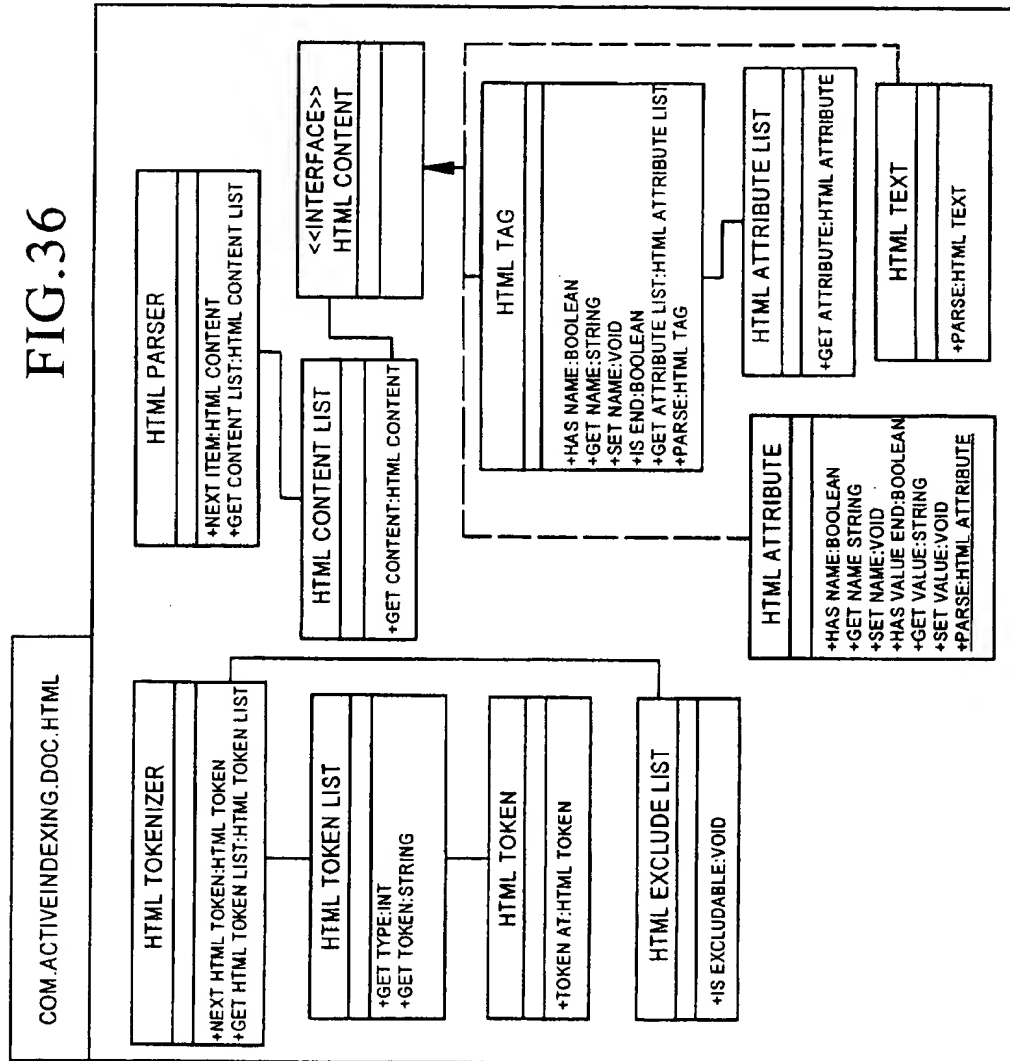 FIG.36
COM.ACTIVEINDEXING.DOC.HTML
HTML TOKENIZER
+NEXT HTML TOKEN:HTML TOKEN
+GET HTML TOKEN LIST:HTML TOKEN LIST
HTML TOKEN LIST
+GET TYPE:INT
+GET TOKEN:STRING
HTML TOKEN
+TOKEN AT:HTML TOKEN
HTML EXCLUDE LIST
+IS EXCLUDABLE:VOID
HTML PARSER
+NEXT ITEM:HTML CONTENT
+GET CONTENT LIST:HTML CONTENT LIST
HTML CONTENT LIST
+GET CONTENT:HTML CONTENT
<<INTERFACE>>
HTML CONTENT
HTML TAG
+HAS NAME:BOOLEAN
+GET NAME:STRING
+SET NAME:VOID
+IS END:BOOLEAN
+GET ATTRIBUTE LIST:HTML ATTRIBUTE LIST
+PARSE:HTML TAG
HTML ATTRIBUTE LIST
+GET ATTRIBUTE:HTML ATTRIBUTE
HTML ATTRIBUTE
+HAS NAME:BOOLEAN
+GET NAME STRING
+SET NAME:VOID
+HAS VALUE END:BOOLEAN
+GET VALUE:STRING
+SET VALUE:VOID
+PARSE:HTML ATTRIBUTE
HTML TEXT
+PARSE:HTML TEXT